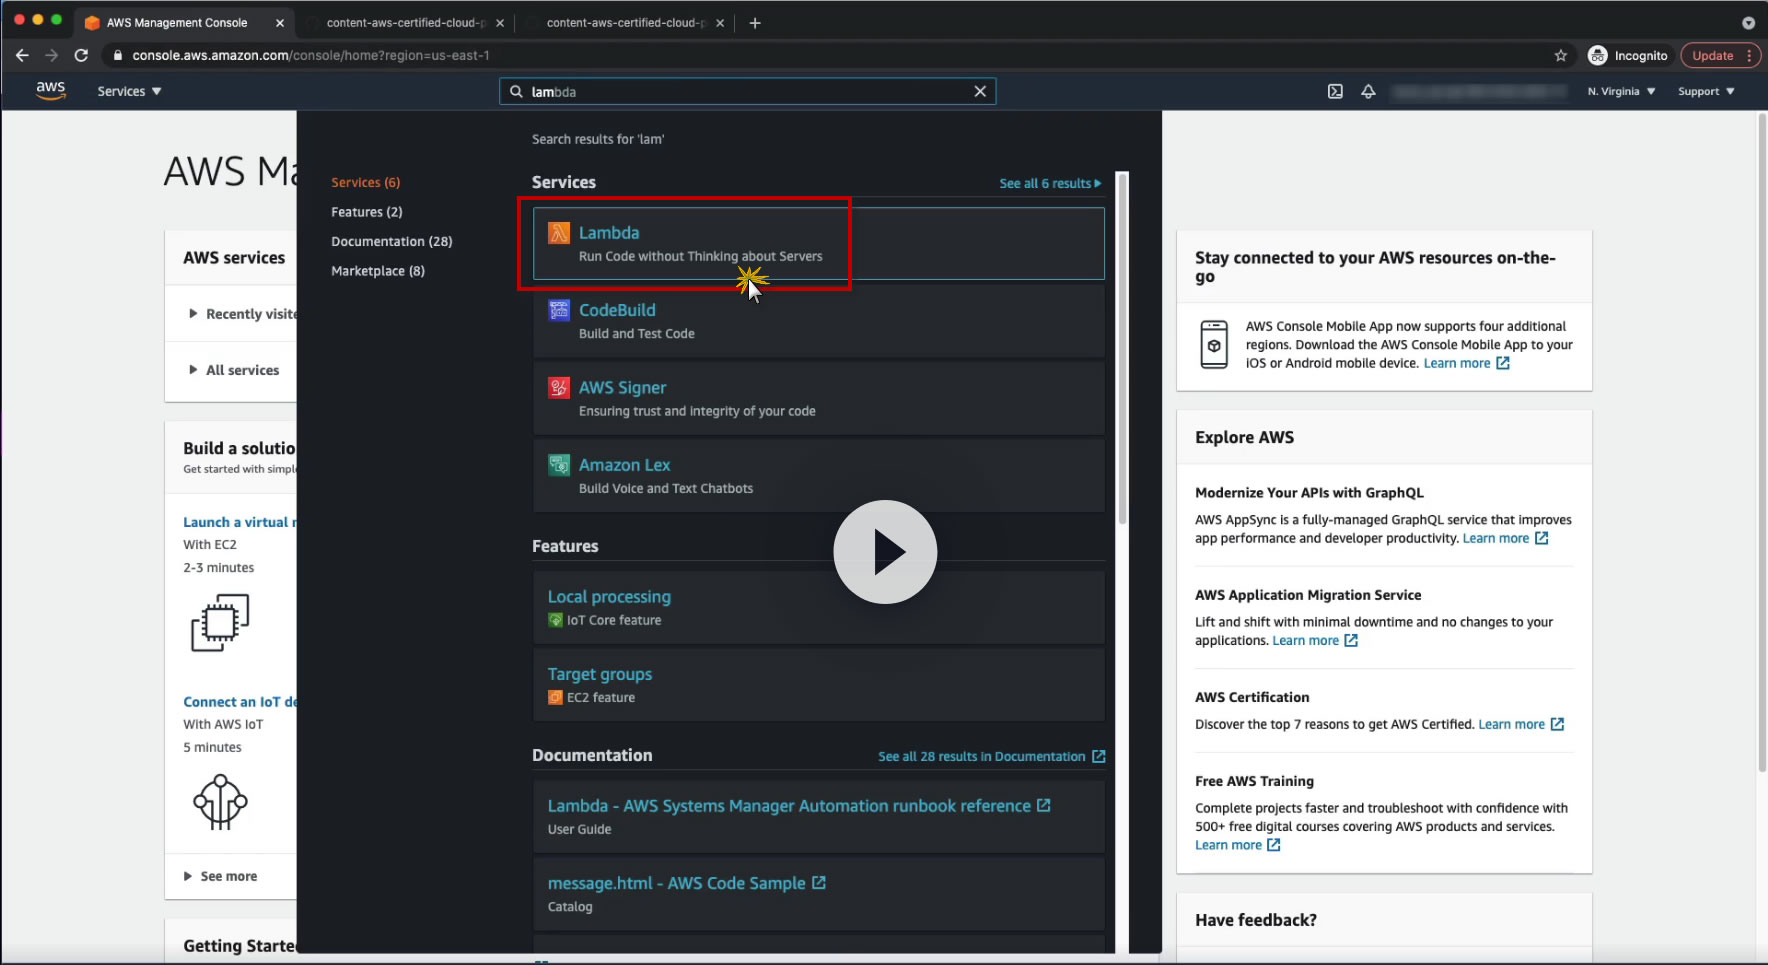 AWS Management Console
content-aws-certified-cloud-p
content-aws-certified-cloud-p
console.aws.amazon.com/console/home?region=us-east-1
Incognito
Update
aws
Services
lambda
N. Virginia
Support
Search results for 'lam'
AWS Ma
Services (6)
Features (2)
Documentation (28)
Marketplace (8)
Services
See all 6 results
Lambda
Run Code without Thinking about Servers
CodeBuild
Build and Test Code
AWS Signer
Ensuring trust and integrity of your code
Amazon Lex
Build Voice and Text Chatbots
Features
Local processing
IoT Core feature
Target groups
EC2 feature
Documentation
See all 28 results in Documentation
Lambda - AWS Systems Manager Automation runbook reference
User Guide
message.html - AWS Code Sample
Catalog
AWS services
Recently visite
All services
Build a solutio
Get started with simple
Launch a virtual
With EC2
2-3 minutes
Connect an IoT de
With AWS IoT
5 minutes
See more
Getting Starte
Stay connected to your AWS resources on-the-
go
AWS Console Mobile App now supports four additional
regions. Download the AWS Console Mobile App to your
iOS or Android mobile device. Learn more
Explore AWS
Modernize Your APIs with GraphQL
AWS AppSync is a fully-managed GraphQL service that improves
app performance and developer productivity. Learn more
AWS Application Migration Service
Lift and shift with minimal downtime and no changes to your
applications. Learn more
AWS Certification
Discover the top 7 reasons to get AWS Certified. Learn more
Free AWS Training
Complete projects faster and troubleshoot with confidence with
500+ free digital courses covering AWS products and services.
Learn more
Have feedback?